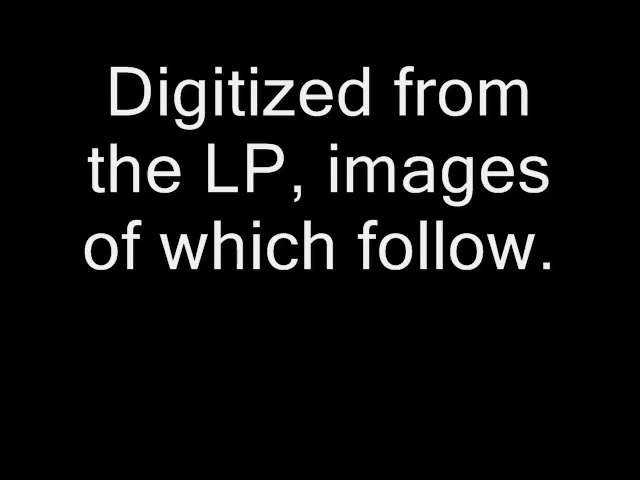 Digitized from
the LP, images
of which follow.